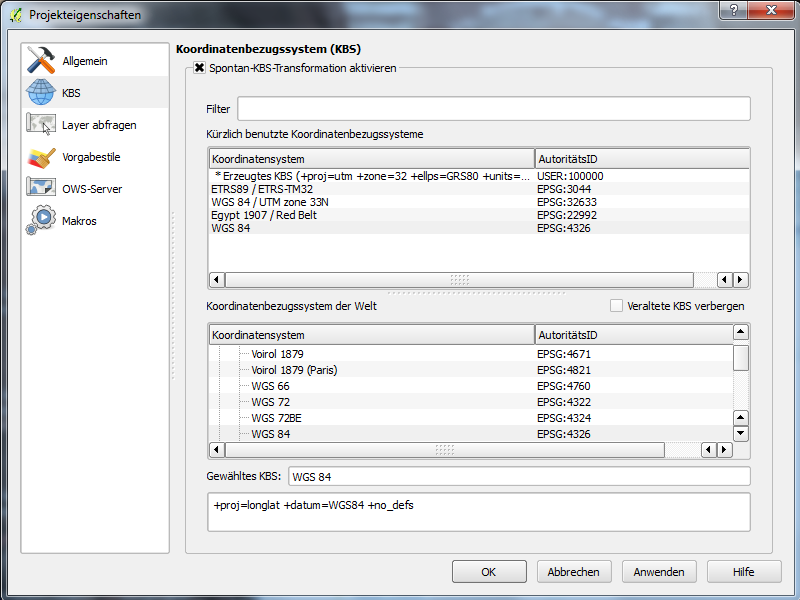 Projekteigenschaften
Allgemein
KBS
Layer abfragen
Vorgabestile
OWS-Server
Makros
Koordinatenbezugssystem (KBS)
Spontan-KBS-Transformation aktivieren
Filter
Kürzlich benutzte Koordinatenbezugssysteme
Koordinatensystem AutoritätsID
* Erzeugtes KBS (+proj=utm +zone=32 +ellps=GRS80 +units=... USER:100000
ETRS89 / ETRS-TM32 EPSG:3044
WGS 84 / UTM zone 33N EPSG:32633
Egypt 1907 / Red Belt EPSG:22992
WGS 84 EPSG:4326
Koordinatenbezugssystem der Welt Veraltete KBS verbergen
Koordinatensystem AutoritätsID
Voirol 1879 EPSG:4671
Voirol 1879 (Paris) EPSG:4821
WGS 66 EPSG:4760
WGS 72 EPSG:4322
WGS 72BE EPSG:4324
WGS 84 EPSG:4326
Gewähltes KBS: WGS 84
+proj=longlat +datum=WGS84 +no_defs
OK Abbrechen Anwenden Hilfe